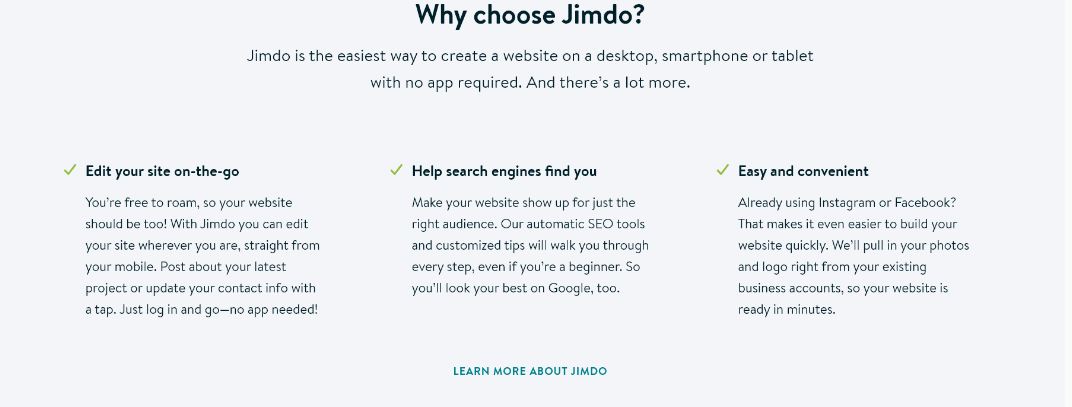 Why choose Jimdo?
Jimdo is the easiest way to create a website on a desktop, smartphone or tablet
with no app required. And there's a lot more.
Edit your site on-the-go
You're free to roam, so your website
should be too! With Jimdo you can edit
your site wherever you are, straight from
your mobile. Post about your latest
project or update your contact info with
a tap. Just log in and go—no app needed!
Help search engines find you
Make your website show up for just the
right audience. Our automatic SEO tools
and customized tips will walk you through
every step, even if you're a beginner. So
you'll look your best on Google, too.
Easy and convenient
Already using Instagram or Facebook?
That makes it even easier to build your
website quickly. We'll pull in your photos
and logo right from your existing
business accounts, so your website is
ready in minutes.
LEARN MORE ABOUT JIMDO